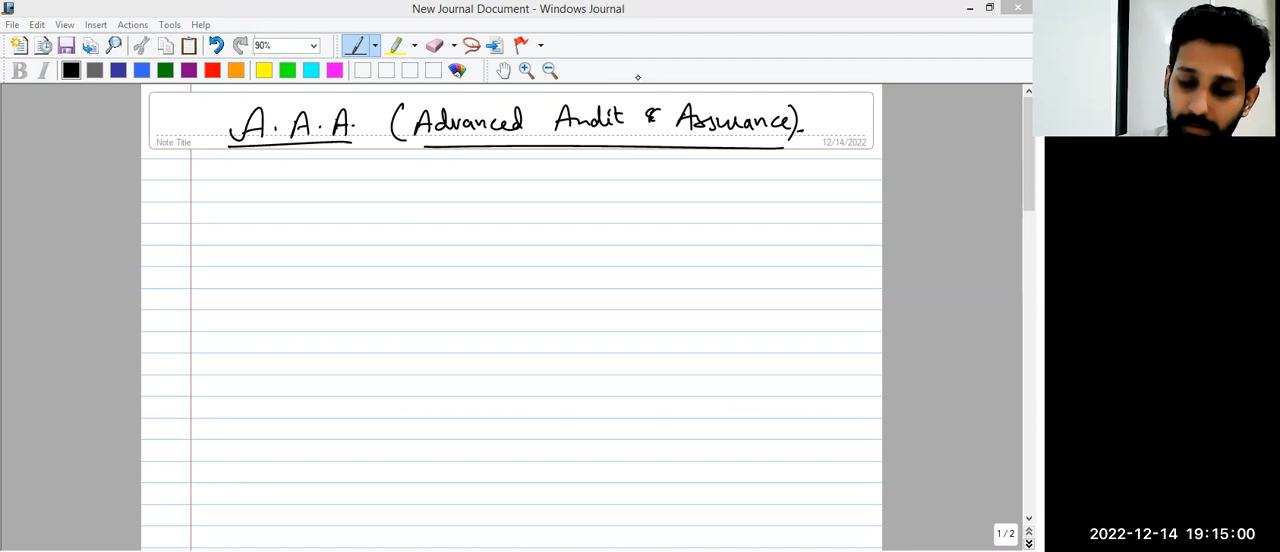 New Journal Document - Windows Journal
File Edit View Insert Actions Tools Help
90%
A. A. A. (Advanced Audit & Assurance).
Note Title
12/14/2022
1 / 2
2022-12-14 19:15:00